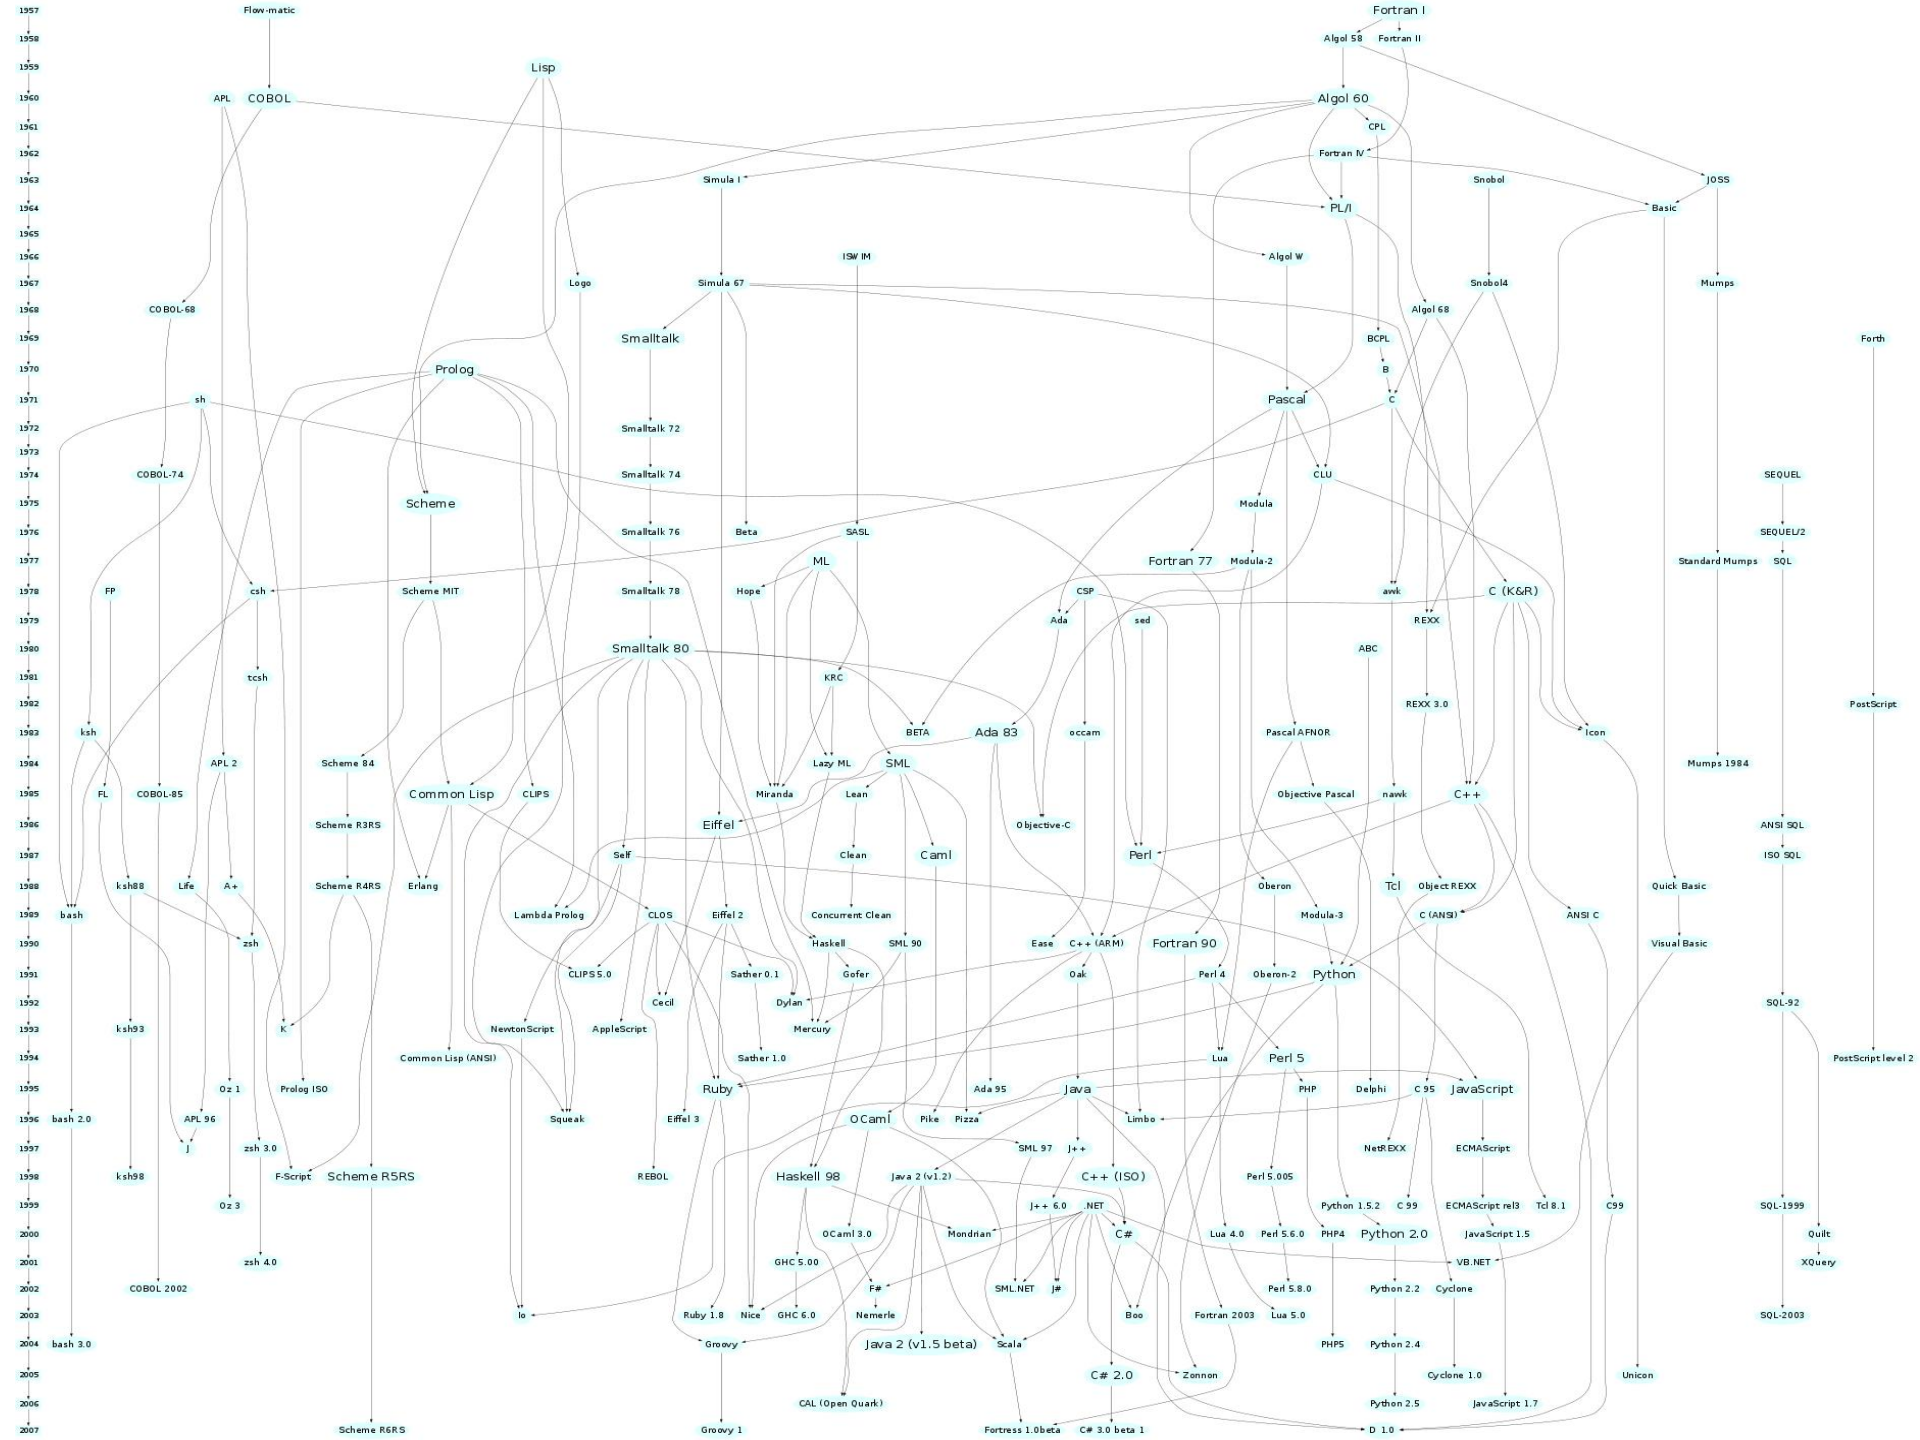 1957 Flow-matic Fortran I
1958 Algol 58 Fortran II
1959 Lisp
1960 APL COBOL Algol 60
1961 CPL
1962 Fortran IV
1963 Simula I Snobol JOSS
1964 PL/I Basic
1965
1966 ISWIM Algol W
1967 Logo Simula 67 Snobol4 Mumps
1968 COBOL-68 Algol 68
1969 Smalltalk BCPL Forth
1970 Prolog B
1971 sh Pascal C
1972 Smalltalk 72
1973
1974 COBOL-74 Smalltalk 74 CLU SEQUEL
1975 Scheme Modula
1976 Smalltalk 76 Beta SASL SEQUEL/2
1977 ML Fortran 77 Modula-2 Standard Mumps SQL
1978 FP csh Scheme MIT Smalltalk 78 Hope CSP awk C (K&R)
1979 Ada sed REXX
1980 Smalltalk 80 ABC
1981 tcsh KRC
1982 REXX 3.0 PostScript
1983 ksh BETA Ada 83 occam Pascal AFNOR Icon
1984 APL 2 Scheme 84 Lazy ML SML Mumps 1984
1985 FL COBOL-85 Common Lisp CLIPS Miranda Lean Objective Pascal nawk C++
1986 Scheme R3RS Eiffel Objective-C ANSI SQL
1987 Self Clean Caml Perl ISO SQL
1988 ksh88 Life A+ Scheme R4RS Erlang Oberon Tcl Object REXX Quick Basic
1989 bash Lambda Prolog CLOS Eiffel 2 Concurrent Clean Modula-3 C (ANSI) ANSI C
1990 zsh Haskell SML 90 Ease C++ (ARM) Fortran 90 Visual Basic
1991 CLIPS 5.0 Sather 0.1 Gofer Oak Perl 4 Oberon-2 Python
1992 Cecil Dylan SQL-92
1993 ksh93 K NewtonScript AppleScript Mercury
1994 Common Lisp (ANSI) Sather 1.0 Lua Perl 5 PostScript level 2
1995 Oz 1 Prolog ISO Ruby Ada 95 Java PHP Delphi C 95 JavaScript
1996 bash 2.0 APL 96 Squeak Eiffel 3 OCaml Pike Pizza Limbo
1997 J zsh 3.0 SML 97 J++ NetREXX ECMAScript
1998 ksh98 F-Script Scheme R5RS REBOL Haskell 98 Java 2 (v1.2) C++ (ISO) Perl 5.005
1999 Oz 3 J++ 6.0 .NET Python 1.5.2 C 99 ECMAScript rel3 Tcl 8.1 C99 SQL-1999
2000 OCaml 3.0 Mondrian C# Lua 4.0 Perl 5.6.0 PHP4 Python 2.0 JavaScript 1.5 Quilt
2001 zsh 4.0 GHC 5.00 VB.NET XQuery
2002 COBOL 2002 F# SML.NET J# Perl 5.8.0 Python 2.2 Cyclone
2003 Io Ruby 1.8 Nice GHC 6.0 Nemerle Boo Fortran 2003 Lua 5.0 SQL-2003
2004 bash 3.0 Groovy Java 2 (v1.5 beta) Scala PHP5 Python 2.4
2005 C# 2.0 Zonnon Cyclone 1.0 Unicon
2006 CAL (Open Quark) Python 2.5 JavaScript 1.7
2007 Scheme R6RS Groovy 1 Fortress 1.0beta C# 3.0 beta 1 D 1.0